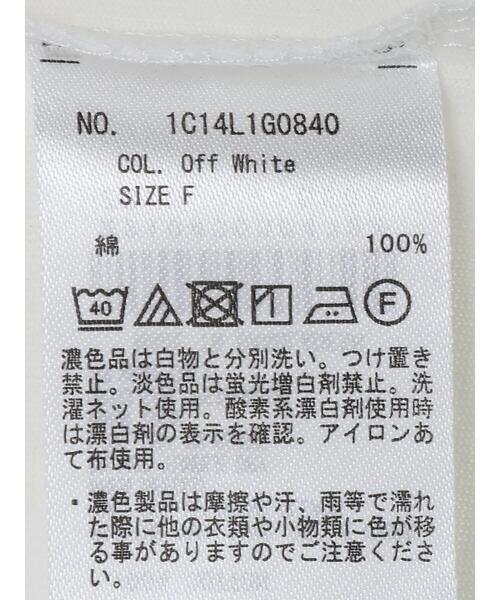 NO. 1C14L1G0840
COL. Off White
SIZE F
綿 100%
40 F
濃色品は白物と分別洗い。つけ置き
禁止。淡色品は蛍光増白剤禁止。洗
濯ネット使用。酸素系漂白剤使用時
は漂白剤の表示を確認。アイロンあ
て布使用。
・濃色製品は摩擦や汗、雨等で濡れ
た際に他の衣類や小物類に色が移
る事がありますのでご注意くださ
い。